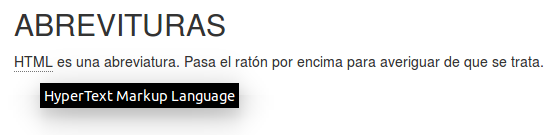 ABREVITURAS
HTML es una abreviatura. Pasa el ratón por encima para averiguar de que se trata.
HyperText Markup Language